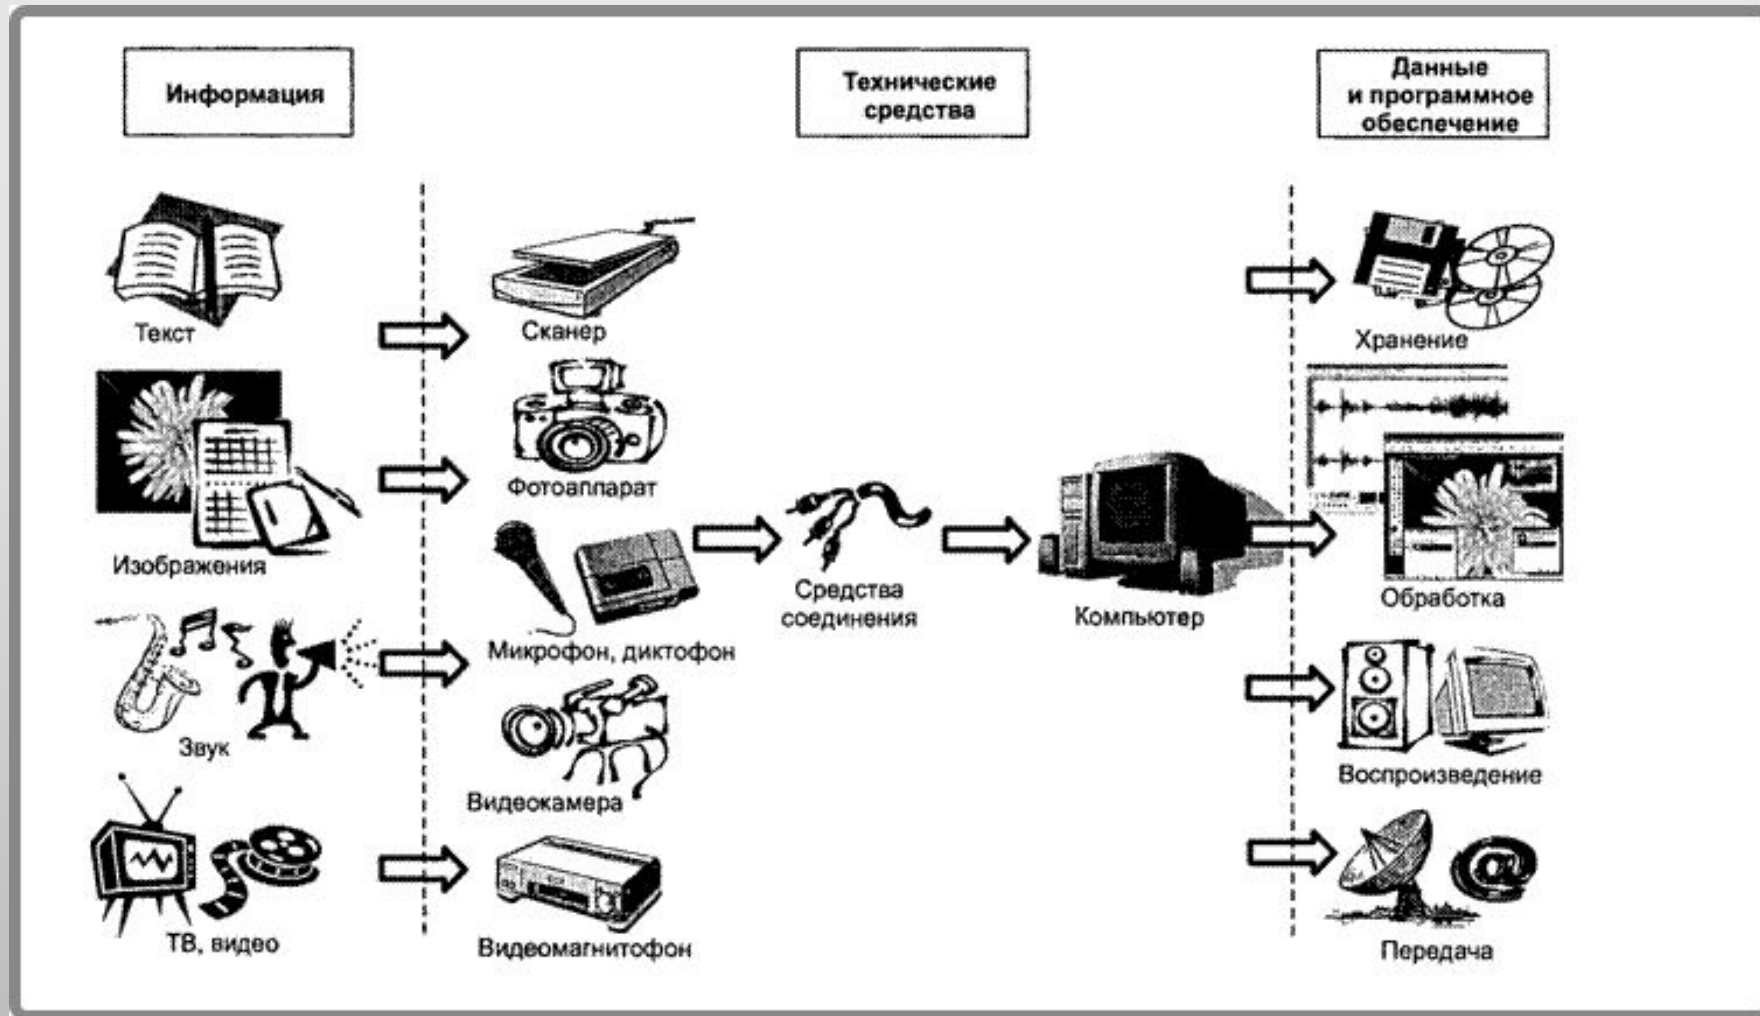 Информация
Технические
средства
Данные
и программное
обеспечение
Текст
Изображения
Звук
ТВ, видео
Сканер
Фотоаппарат
Микрофон, диктофон
Видеокамера
Видеомагнитофон
Средства
соединения
Компьютер
Хранение
Обработка
Воспроизведение
@
Передача